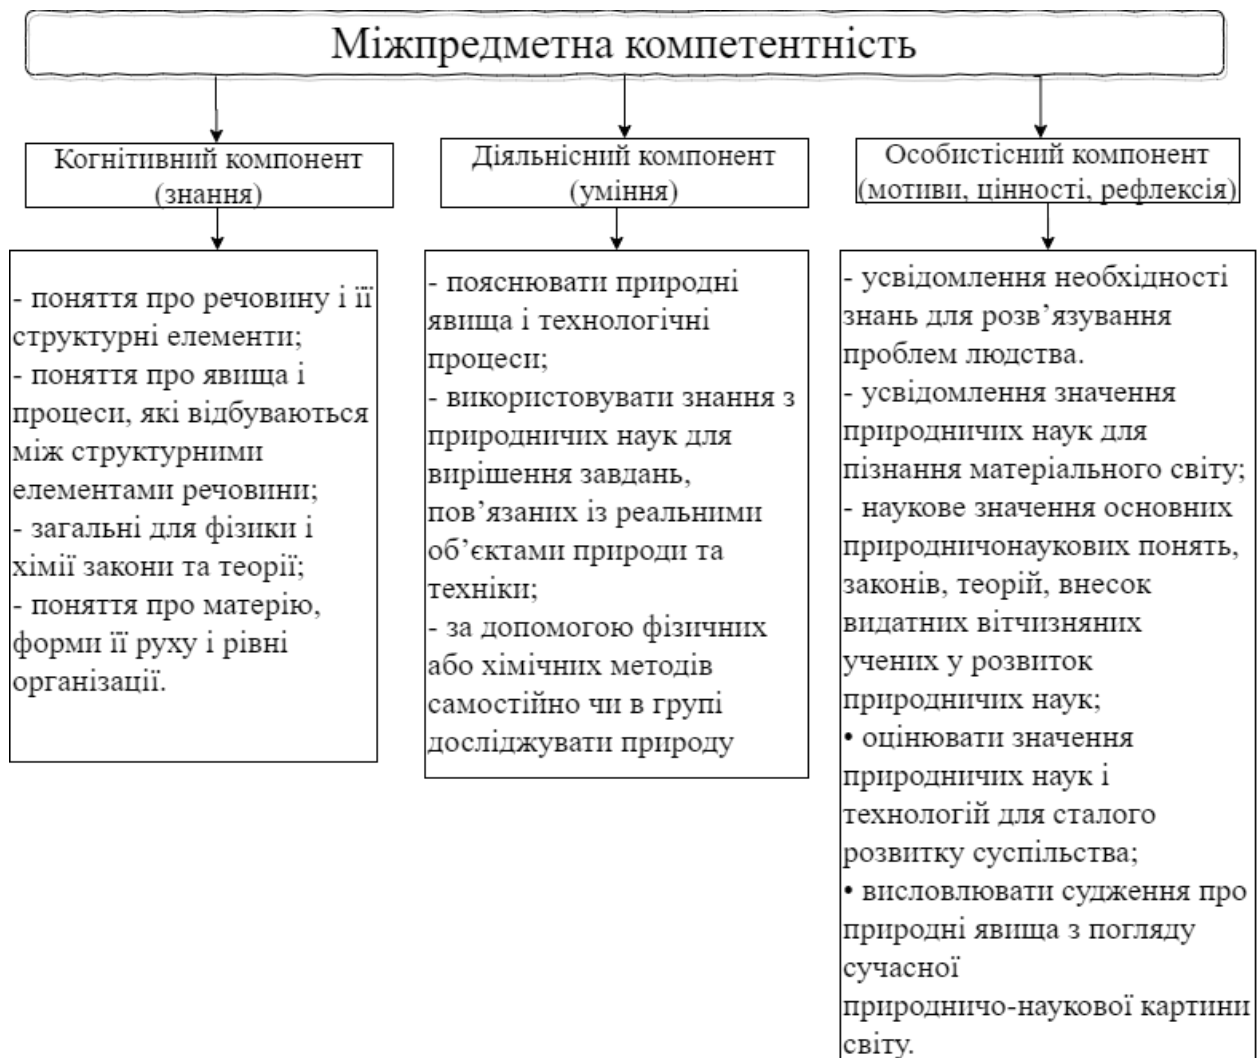 Міжпредметна компетентність
Когнітивний компонент
(знання)
Діяльнісний компонент
(уміння)
Особистісний компонент
(мотиви, цінності, рефлексія)
- поняття про речовину і її
структурні елементи;
- поняття про явища і
процеси, які відбуваються
між структурними
елементами речовини;
- загальні для фізики і
хімії закони та теорії;
- поняття про матерію,
форми її руху і рівні
організації.
- пояснювати природні
явища і технологічні
процеси;
- використовувати знання з
природничих наук для
вирішення завдань,
пов’язаних із реальними
об’єктами природи та
техніки;
- за допомогою фізичних
або хімічних методів
самостійно чи в групі
досліджувати природу
- усвідомлення необхідності
знань для розв’язування
проблем людства.
- усвідомлення значення
природничих наук для
пізнання матеріального світу;
- наукове значення основних
природничонаукових понять,
законів, теорій, внесок
видатних вітчизняних
учених у розвиток
природничих наук;
• оцінювати значення
природничих наук і
технологій для сталого
розвитку суспільства;
• висловлювати судження про
природні явища з погляду
сучасної
природничо-наукової картини
світу.